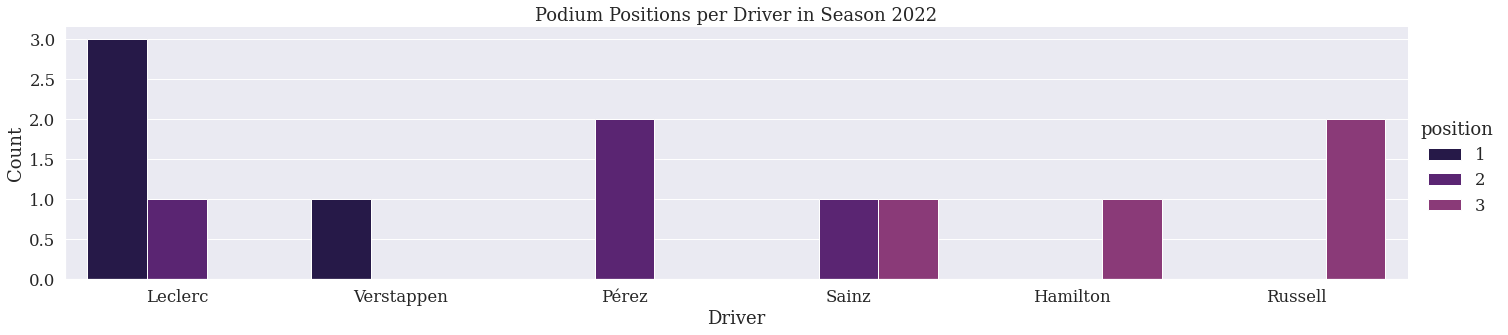 Podium Positions per Driver in Season 2022
Count
3.0
2.5
2.0
1.5
1.0
0.5
0.0
Leclerc
Verstappen
Pérez
Sainz
Hamilton
Russell
Driver
position
1
2
3